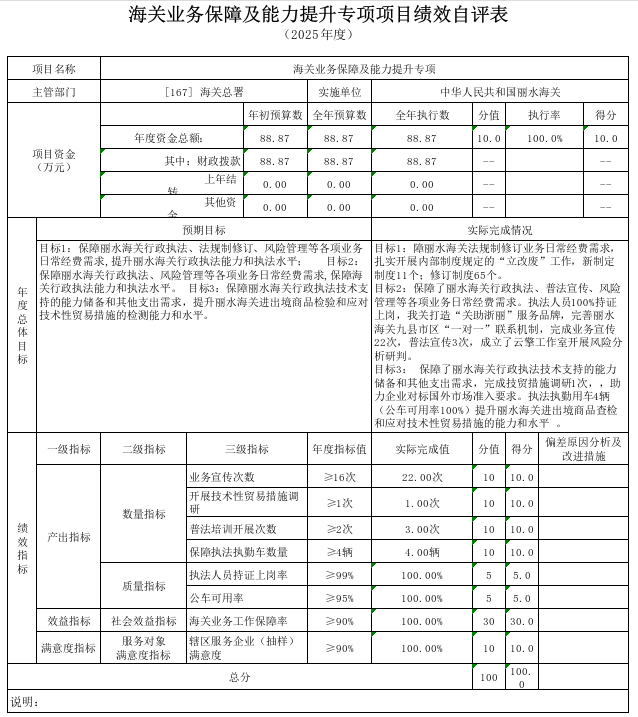 海关业务保障及能力提升专项项目绩效自评表
（2025年度）
项目名称 海关业务保障及能力提升专项
主管部门 [167] 海关总署 实施单位 中华人民共和国丽水海关
项目资金
（万元）
年初预算数 全年预算数 全年执行数 分值 执行率 得分
年度资金总额： 88.87 88.87 88.87 10.0 100.0% 10.0
其中：财政拨款 88.87 88.87 88.87 -- --
上年结
转 0.00 0.00 0.00 -- --
其他资
金 0.00 0.00 0.00 -- --
年度总体目标
预期目标 实际完成情况
目标1：保障丽水海关行政执法、法规制修订、风险管理等各项业务
日常经费需求,提升丽水海关行政执法能力和执法水平； 目标2：
保障丽水海关行政执法、风险管理等各项业务日常经费需求,保障海
关行政执法能力和执法水平。 目标3：保障丽水海关行政执法技术支
持的能力储备和其他支出需求，提升丽水海关进出境商品检验和应对
技术性贸易措施的检测能力和水平。
目标1：障丽水海关法规制修订业务日常经费需求，
扎实开展内部制度规定的“立改废”工作，新制定
制度11个；修订制度65个。
目标2：保障了丽水海关行政执法、普法宣传、风险
管理等各项业务日常经费需求。执法人员100%持证
上岗，我关打造“关助浙丽”服务品牌，完善丽水
海关九县市区“一对一”联系机制，完成业务宣传
22次，普法宣传3次，成立了云擎工作室开展风险分
析研判。
目标3： 保障了丽水海关行政执法技术支持的能力
储备和其他支出需求，完成技贸措施调研1次，，助
力企业对标国外市场准入要求。执法执勤用车4辆
（公车可用率100%）提升丽水海关进出境商品查检
和应对技术性贸易措施的能力和水平 。
绩效指标
一级指标 二级指标 三级指标 年度指标值 实际完成值 分值 得分 偏差原因分析及
改进措施
产出指标 数量指标 业务宣传次数 ≥16次 22.00次 10 10.0
开展技术性贸易措施调
研 ≥1次 1.00次 10 10.0
普法培训开展次数 ≥2次 3.00次 10 10.0
保障执法执勤车数量 ≥4辆 4.00辆 10 10.0
质量指标 执法人员持证上岗率 ≥99% 100.00% 5 5.0
公车可用率 ≥95% 100.00% 5 5.0
效益指标 社会效益指标 海关业务工作保障率 ≥90% 100.00% 30 30.0
满意度指标 服务对象
满意度指标 辖区服务企业（抽样）
满意度 ≥90% 100.00% 10 10.0
总分 100 100.
0
说明：